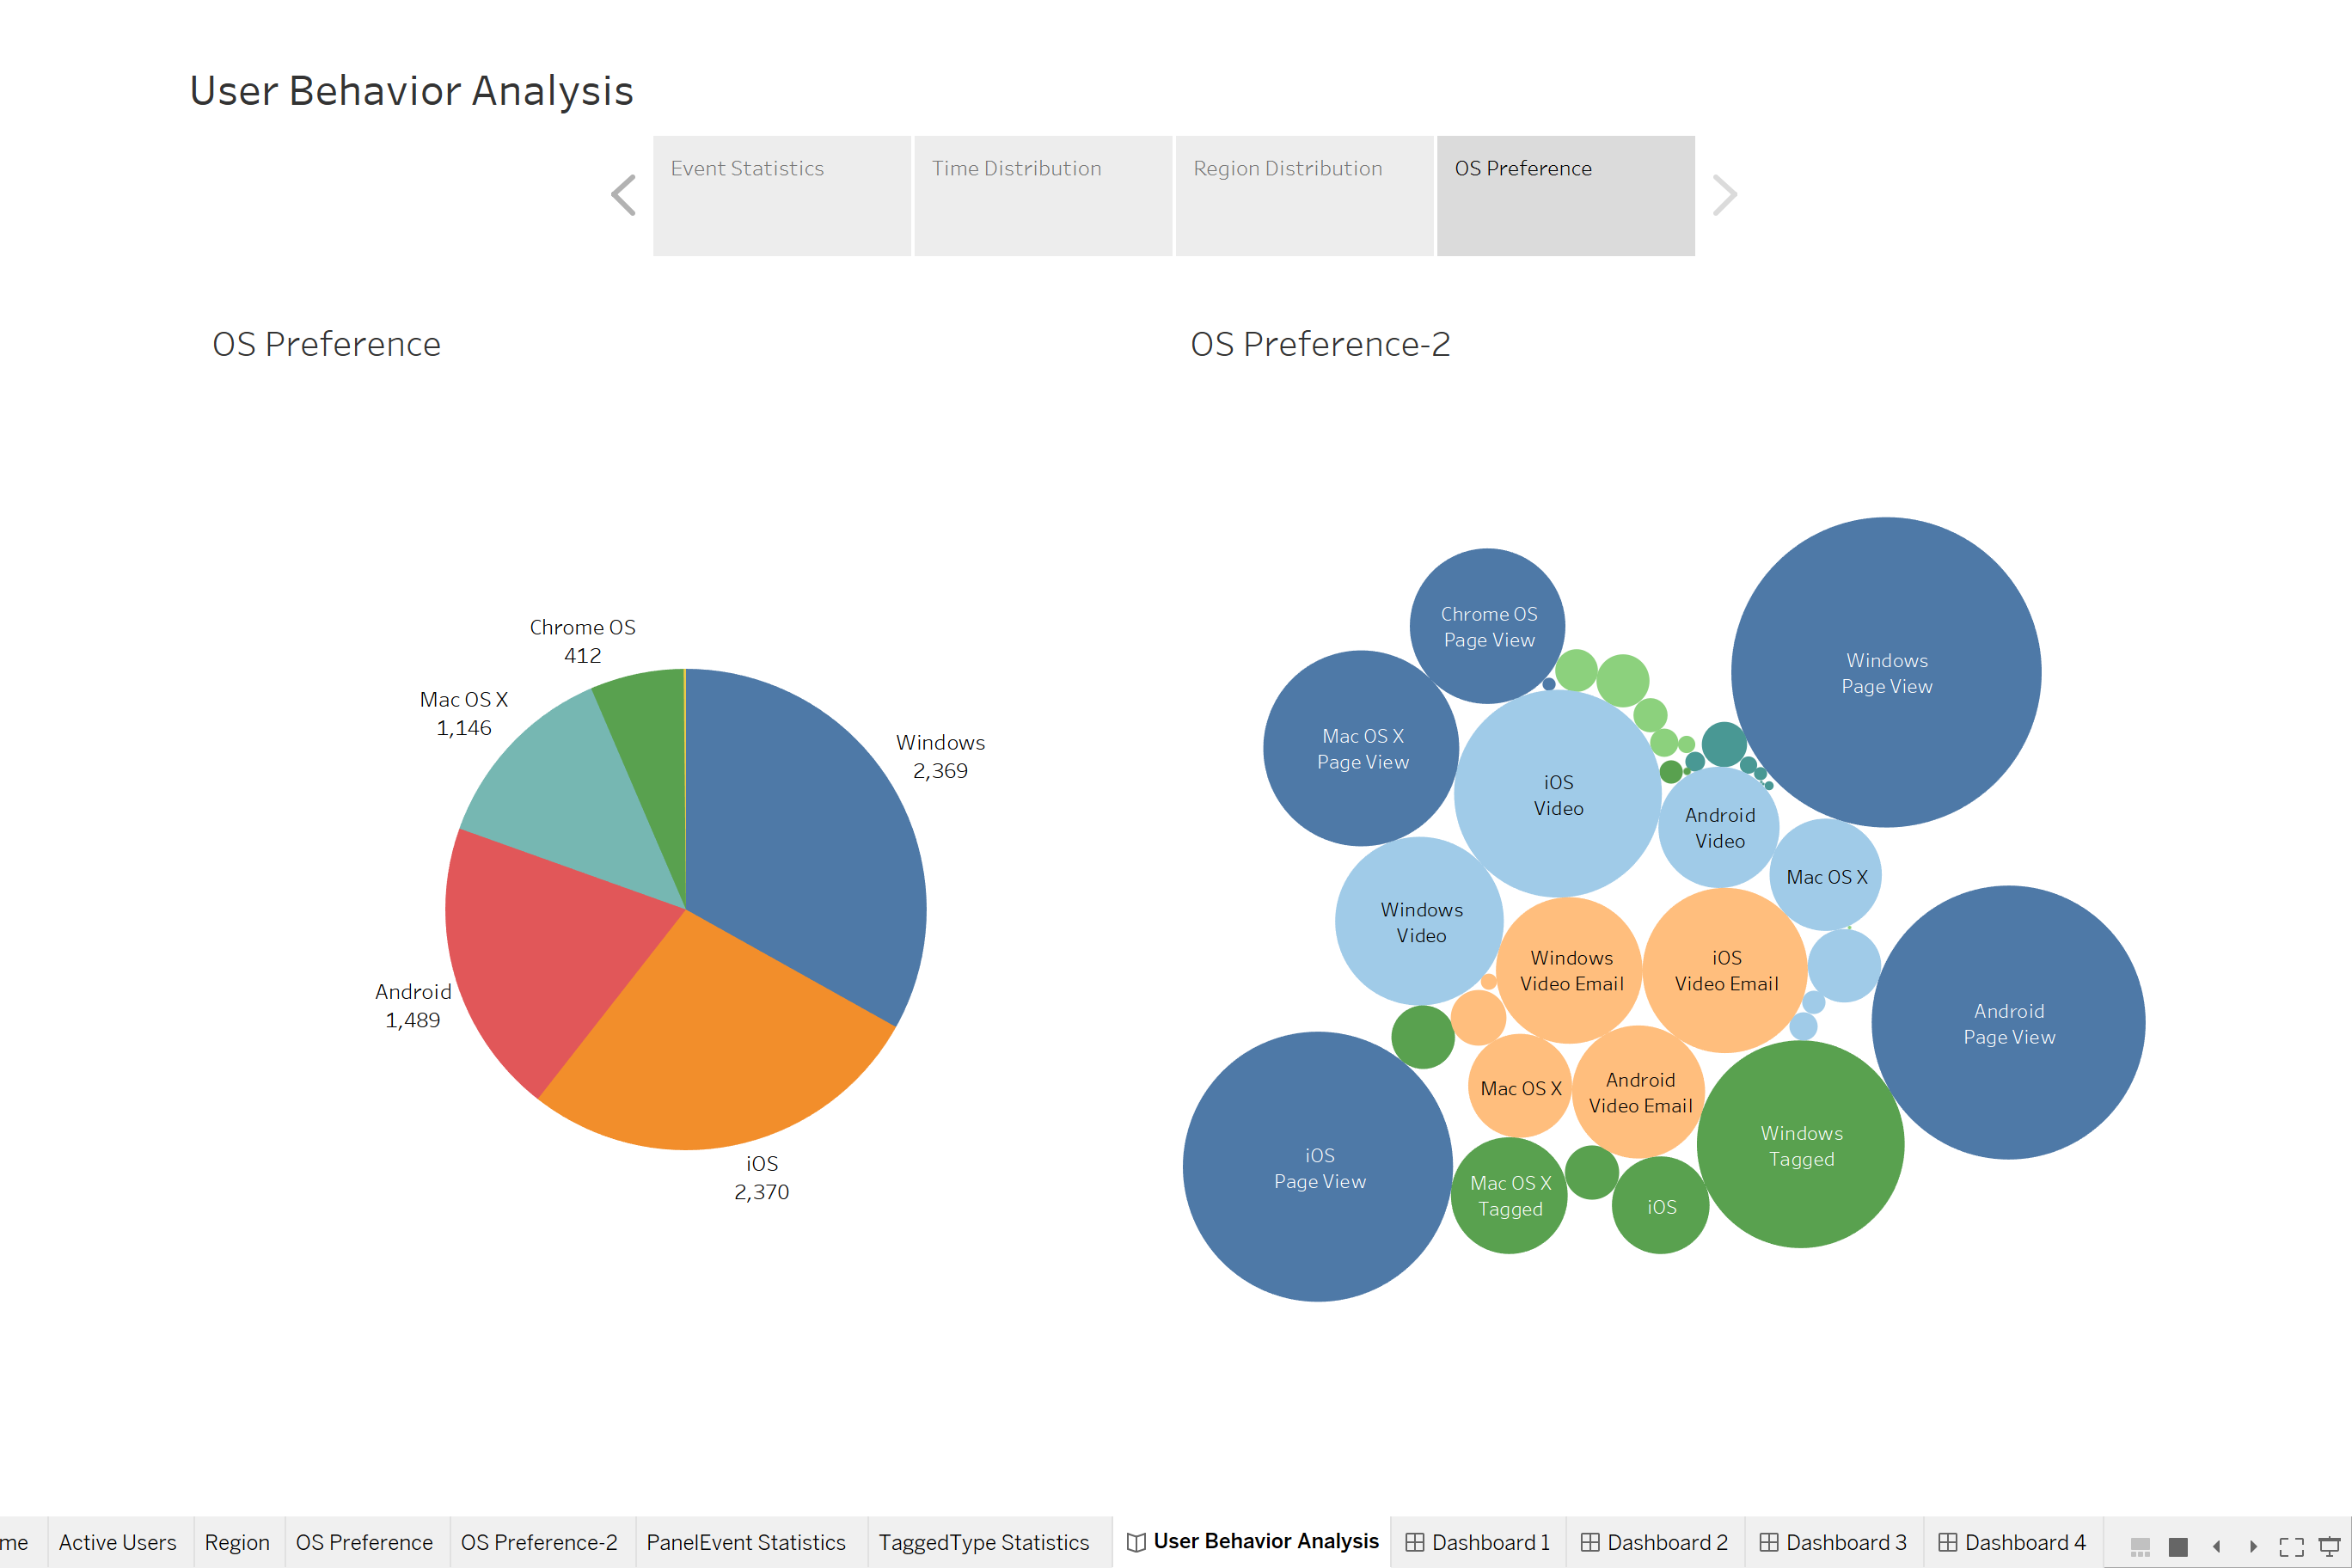 User Behavior Analysis
Event Statistics
Time Distribution
Region Distribution
OS Preference
OS Preference
OS Preference-2
Chrome OS
412
Mac OS X
1,146
Windows
2,369
Android
1,489
iOS
2,370
Chrome OS
Page View
Windows
Page View
Mac OS X
Page View
iOS
Video
Android
Video
Mac OS X
Windows
Video
Windows
Video Email
iOS
Video Email
Android
Page View
Mac OS X
Android
Video Email
iOS
Page View
Mac OS X
Tagged
iOS
Windows
Tagged
me
Active Users
Region
OS Preference
OS Preference-2
PanelEvent Statistics
TaggedType Statistics
User Behavior Analysis
Dashboard 1
Dashboard 2
Dashboard 3
Dashboard 4